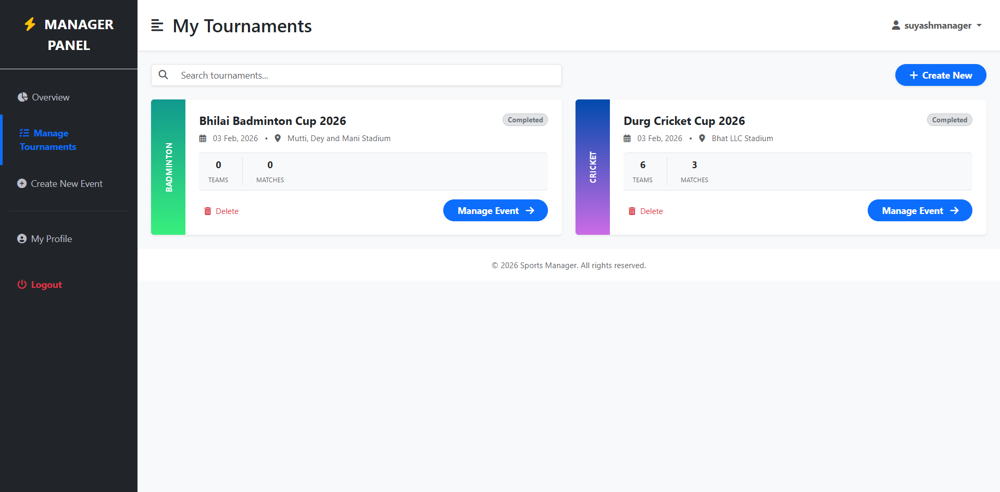 MANAGER
PANEL
Overview
Manage
Tournaments
Create New Event
My Profile
Logout
My Tournaments
suyashmanager
Search tournaments...
Create New
BADMINTON
Bhilai Badminton Cup 2026
Completed
03 Feb, 2026 • Mutti, Dey and Mani Stadium
0
TEAMS
0
MATCHES
Delete
Manage Event
CRICKET
Durg Cricket Cup 2026
Completed
03 Feb, 2026 • Bhat LLC Stadium
6
TEAMS
3
MATCHES
Delete
Manage Event
© 2026 Sports Manager. All rights reserved.